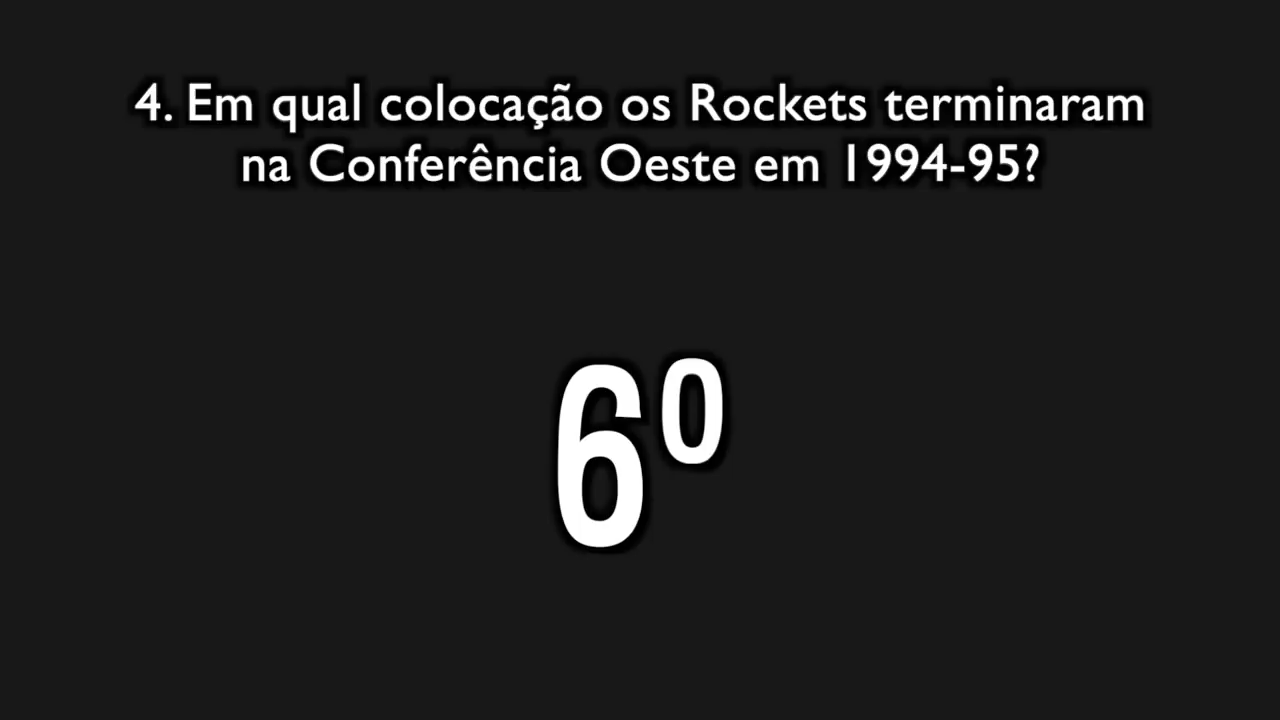 4. Em qual colocação os Rockets terminaram
na Conferência Oeste em 1994-95?
6º